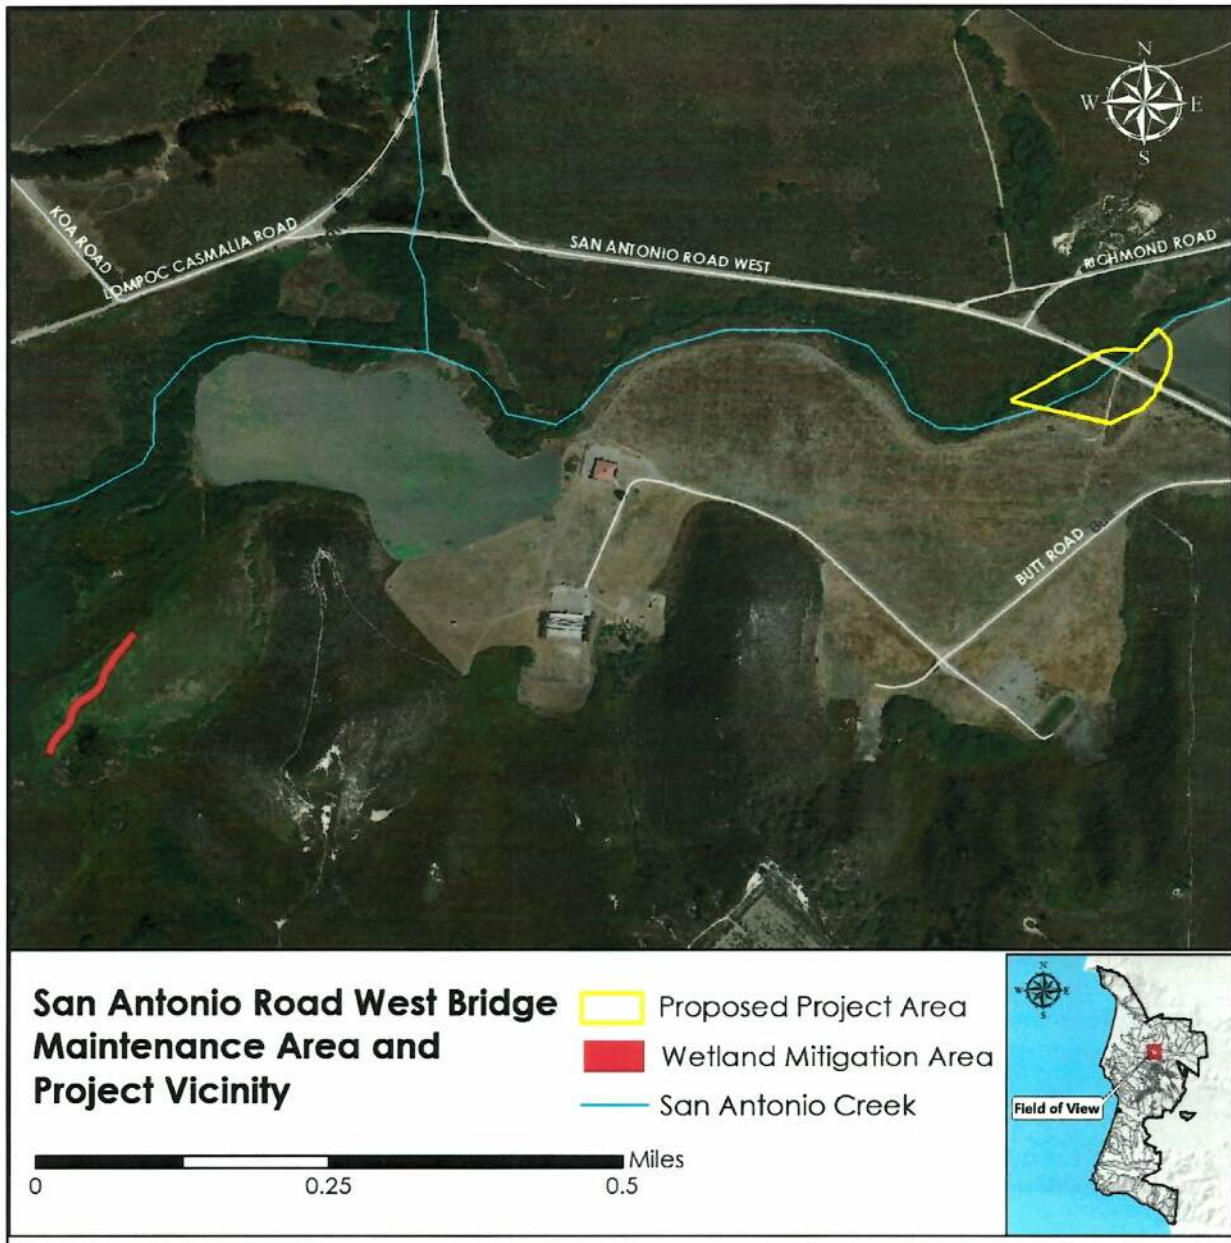 N
W E
S
KOA ROAD
LOMPOC CASMALIA ROAD
SAN ANTONIO ROAD WEST
RICHMOND ROAD
BUTT ROAD
San Antonio Road West Bridge
Maintenance Area and
Project Vicinity
Proposed Project Area
Wetland Mitigation Area
San Antonio Creek
Miles
0 0.25 0.5
N
W E
S
Field of View